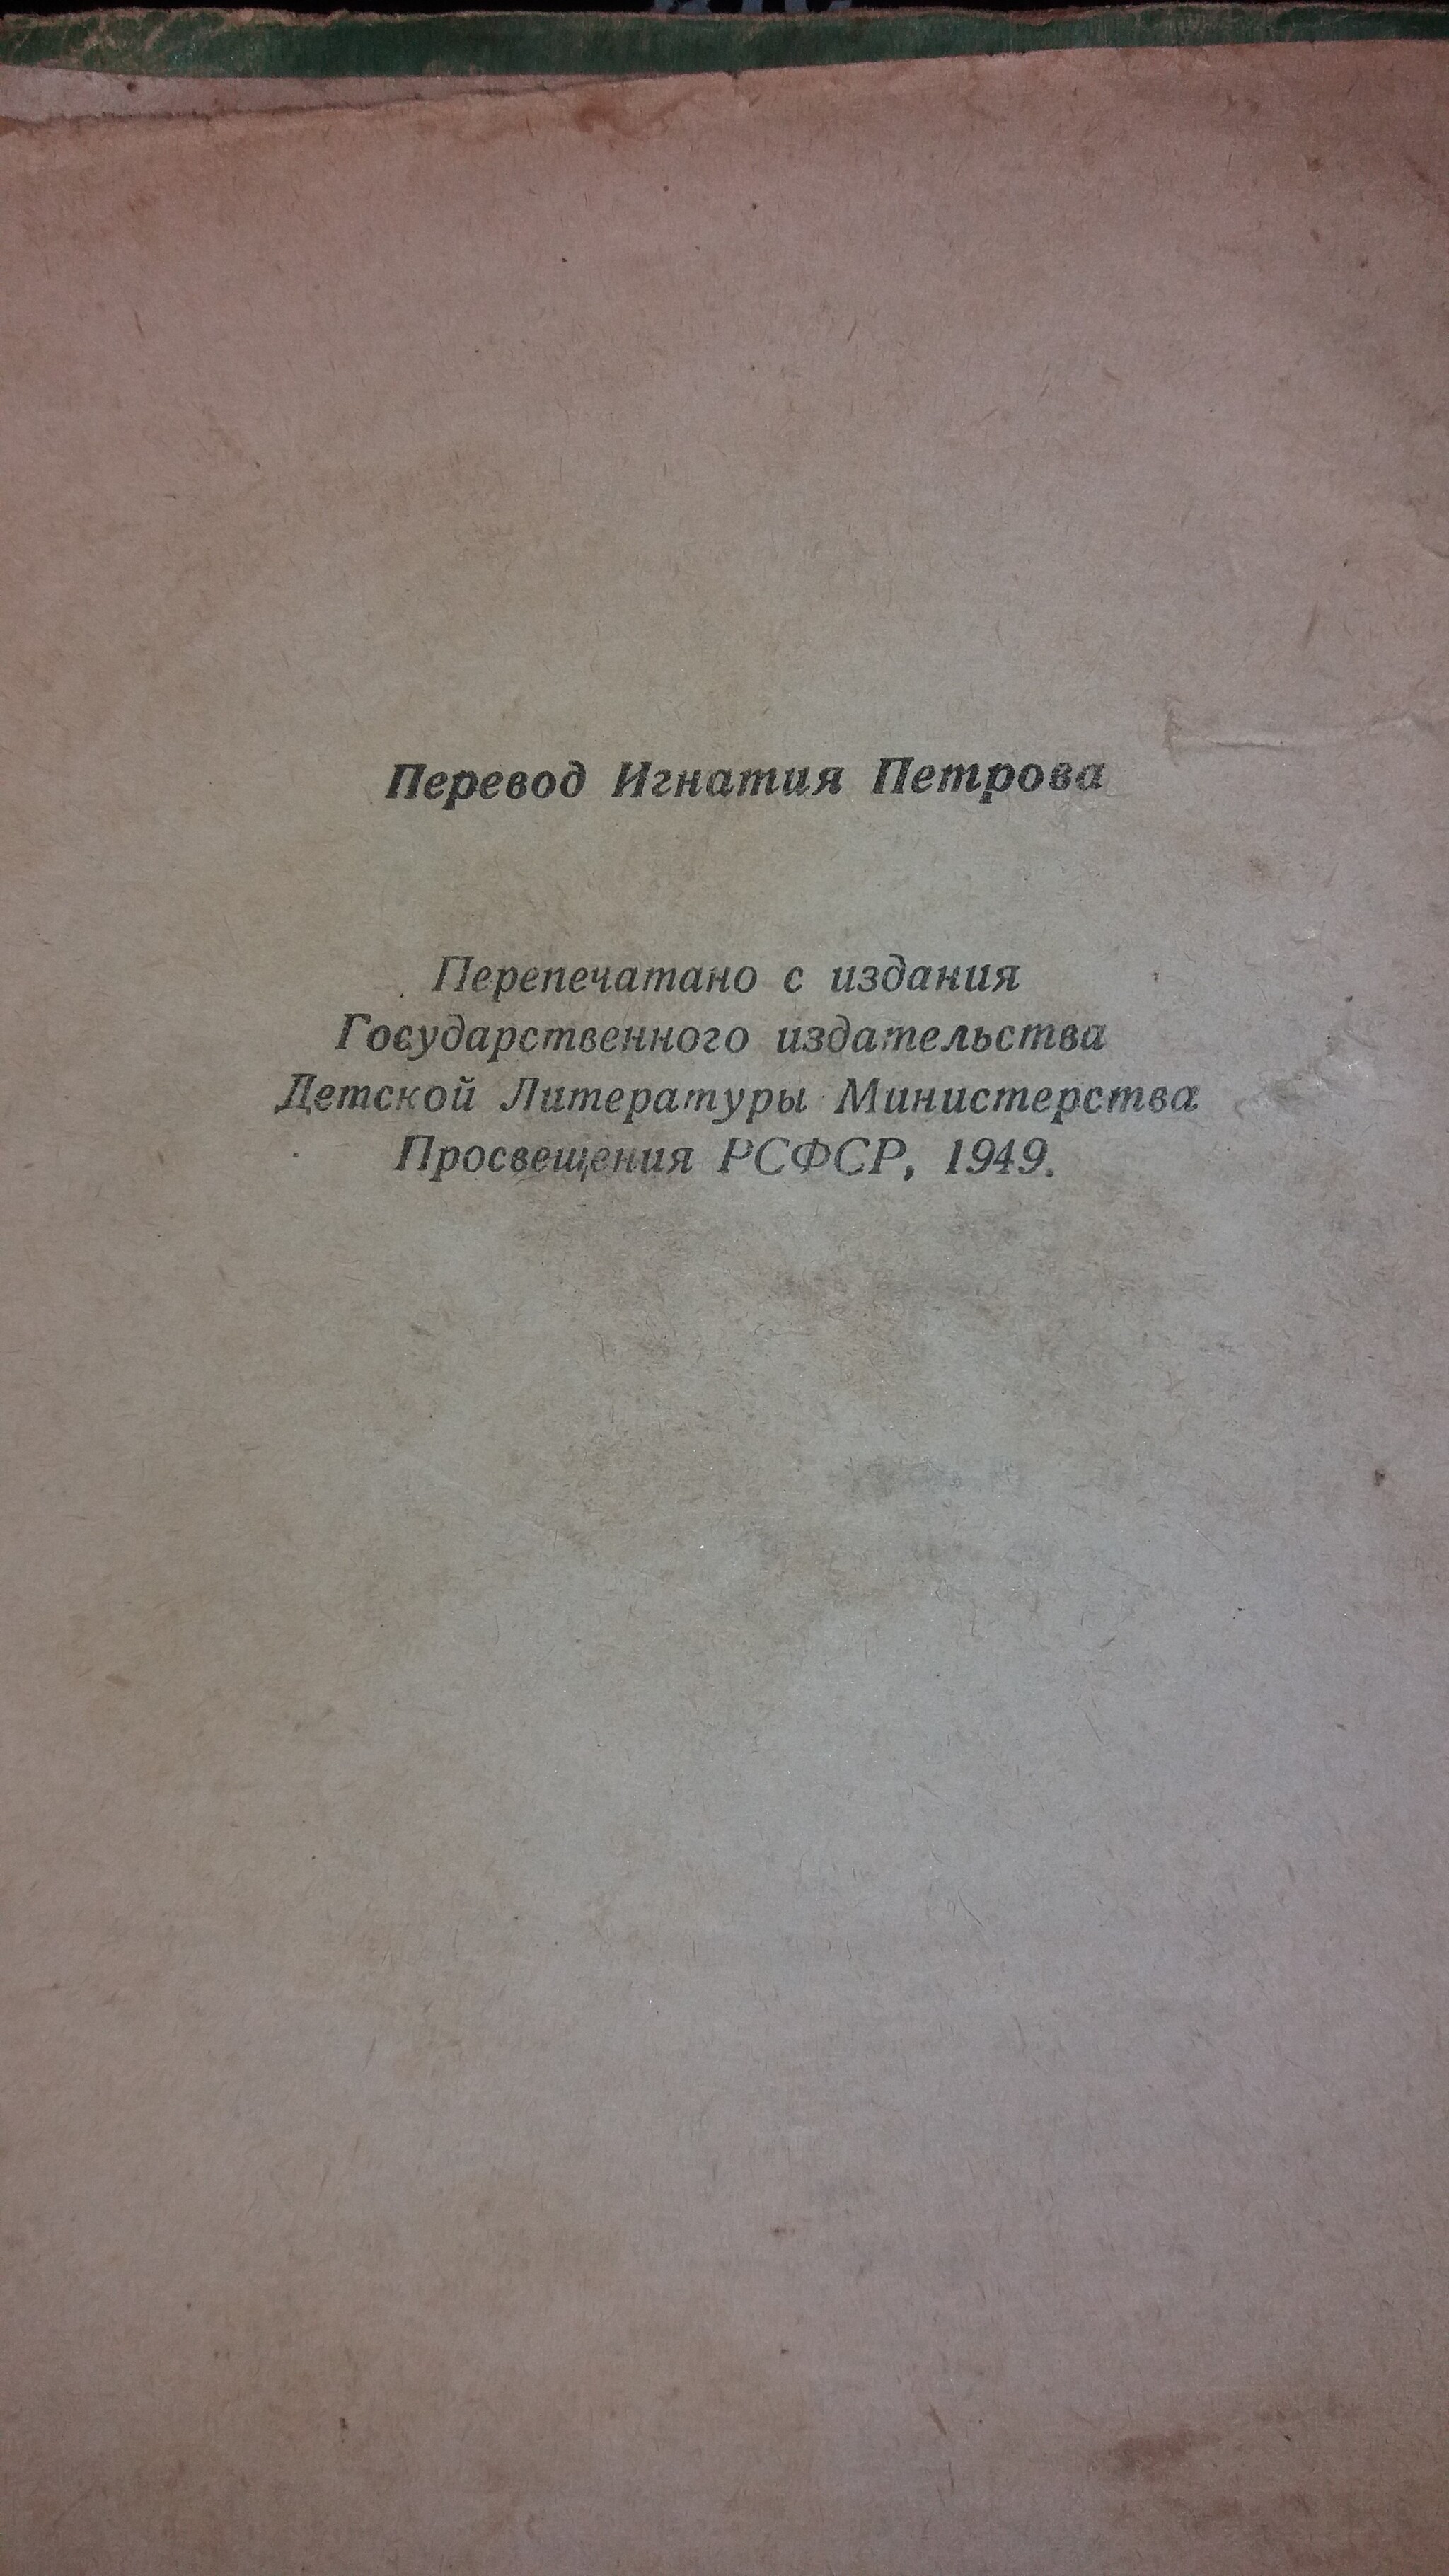 Перевод Игнатия Петрова
Перепечатано с издания
Государственного издательства
Детской Литературы Министерства
Просвещения РСФСР, 1949.